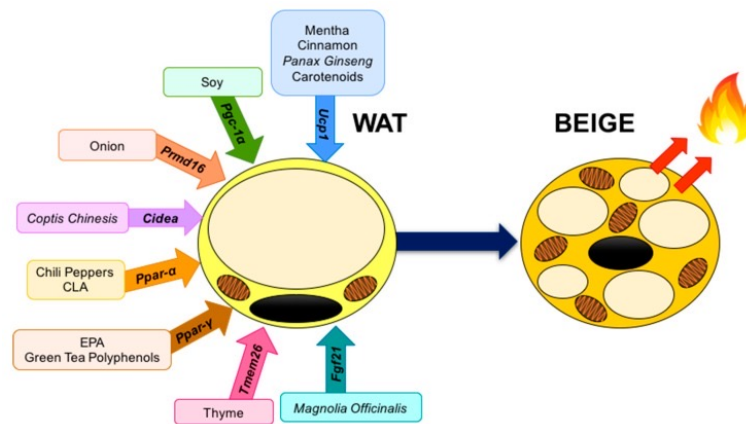 Mentha
Cinnamon
Panax Ginseng
Carotenoids
Ucp1
WAT
BEIGE
Soy
Pgc-1α
Onion
Prmd16
Coptis Chinesis
Cidea
Chili Peppers
CLA
Ppar-α
EPA
Green Tea Polyphenols
Ppar-γ
Thyme
Tmem26
Magnolia Officinalis
Fgf21